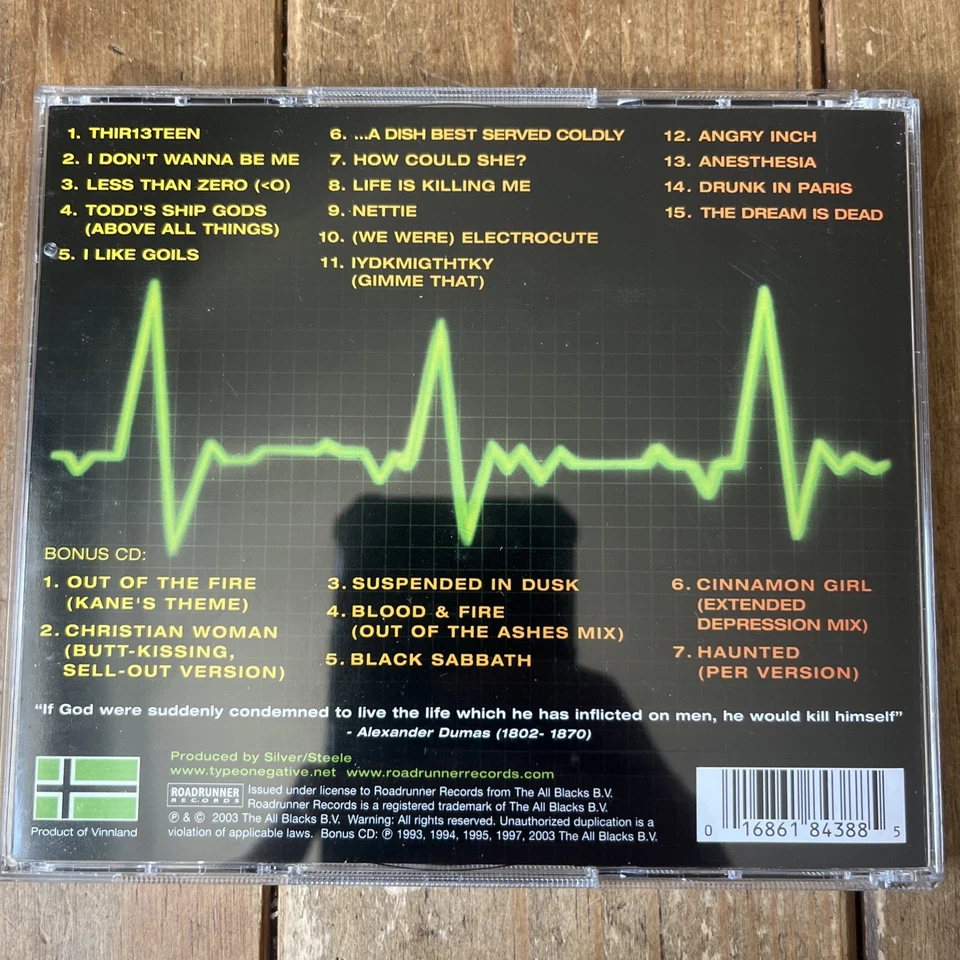 1. THIR13TEEN
2. I DON'T WANNA BE ME
3. LESS THAN ZERO (<O)
4. TODD'S SHIP GODS
(ABOVE ALL THINGS)
5. I LIKE GOILS
6. ...A DISH BEST SERVED COLDLY
7. HOW COULD SHE?
8. LIFE IS KILLING ME
9. NETTIE
10. (WE WERE) ELECTROCUTE
11. IYDKMIGTHTKY
(GIMME THAT)
12. ANGRY INCH
13. ANESTHESIA
14. DRUNK IN PARIS
15. THE DREAM IS DEAD
BONUS CD:
1. OUT OF THE FIRE
(KANE'S THEME)
2. CHRISTIAN WOMAN
(BUTT-KISSING,
SELL-OUT VERSION)
3. SUSPENDED IN DUSK
4. BLOOD & FIRE
(OUT OF THE ASHES MIX)
5. BLACK SABBATH
6. CINNAMON GIRL
(EXTENDED
DEPRESSION MIX)
7. HAUNTED
(PER VERSION)
"If God were suddenly condemned to live the life which he has inflicted on men, he would kill himself"
- Alexander Dumas (1802- 1870)
Produced by Silver/Steele
www.typeonegative.net www.roadrunnerrecords.com
Product of Vinnland
ROADRUNNER
RECORDS
Issued under license to Roadrunner Records from The All Blacks B.V.
Roadrunner Records is a registered trademark of The All Blacks B.V.
℗ & © 2003 The All Blacks B.V. Warning: All rights reserved. Unauthorized duplication is a
violation of applicable laws. Bonus CD: ℗ 1993, 1994, 1995, 1997, 2003 The All Blacks B.V.
0 16861 84388 5